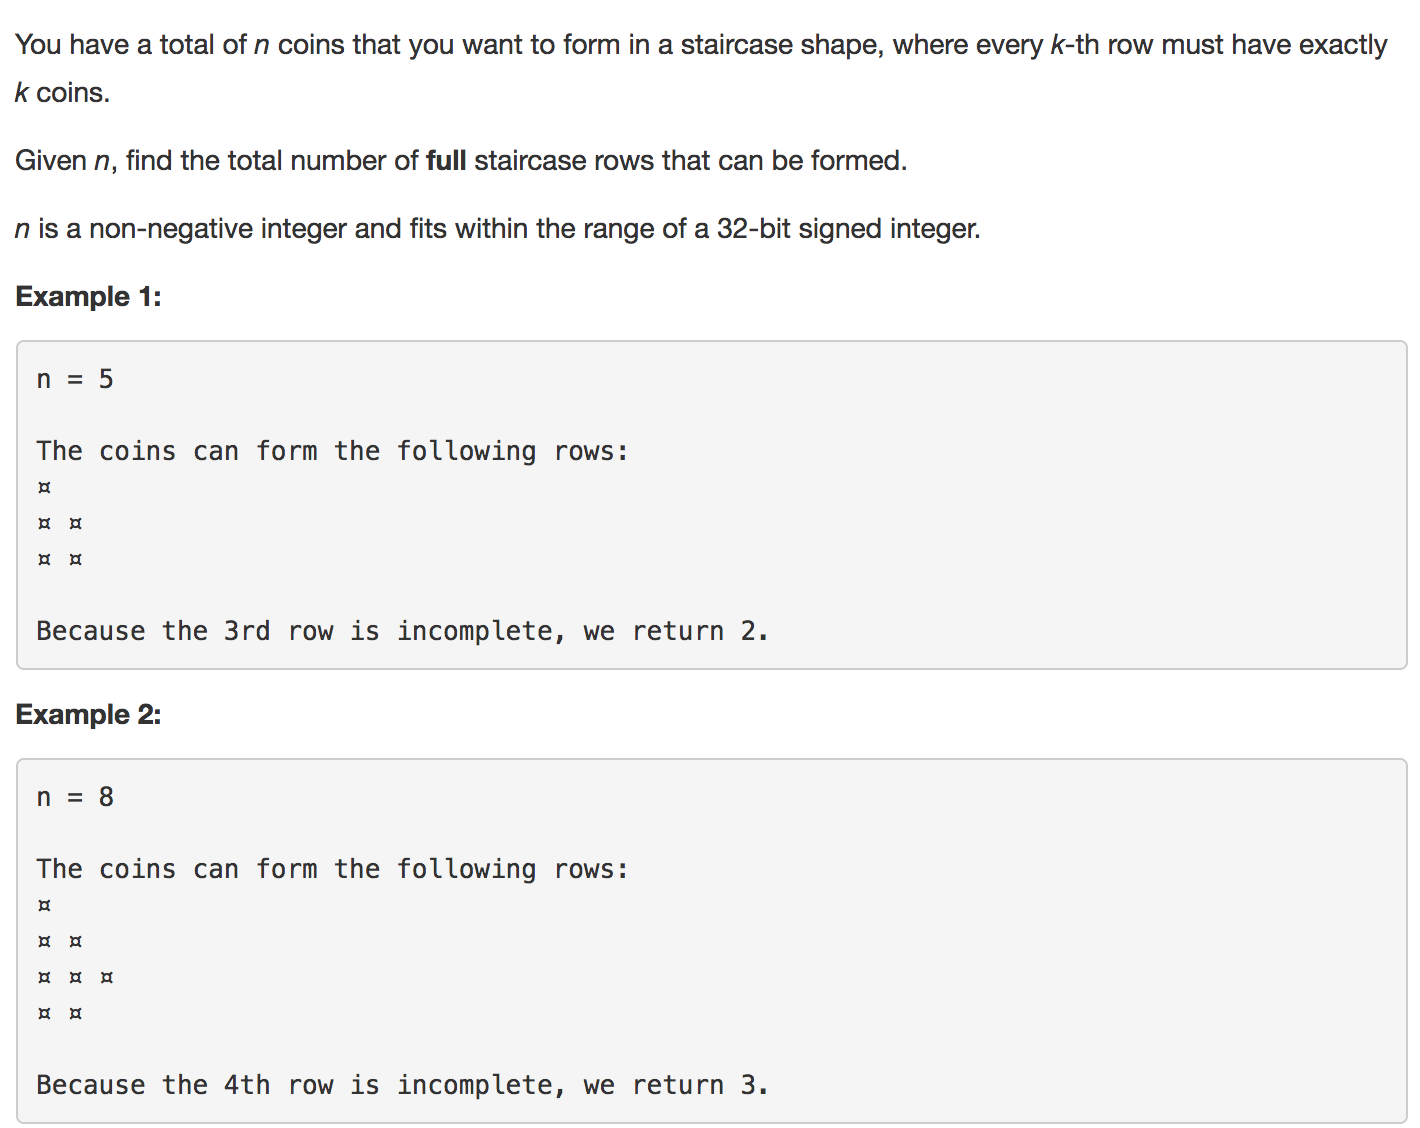 You have a total of n coins that you want to form in a staircase shape, where every k-th row must have exactly
k coins.
Given n, find the total number of full staircase rows that can be formed.
n is a non-negative integer and fits within the range of a 32-bit signed integer.
Example 1:
n = 5
The coins can form the following rows:
¤
¤ ¤
¤ ¤
Because the 3rd row is incomplete, we return 2.
Example 2:
n = 8
The coins can form the following rows:
¤
¤ ¤
¤ ¤ ¤
¤ ¤
Because the 4th row is incomplete, we return 3.